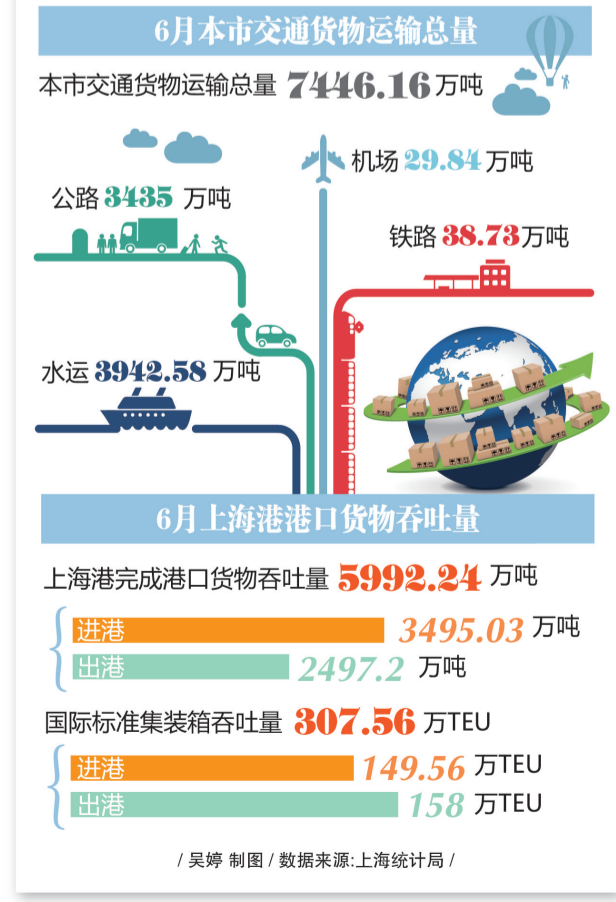 6月本市交通货物运输总量
本市交通货物运输总量 7446.16 万吨
机场 29.84 万吨
公路 3435 万吨
铁路 38.73 万吨
水运 3942.58 万吨
6月上海港港口货物吞吐量
上海港完成港口货物吞吐量 5992.24 万吨
进港 3495.03 万吨
出港 2497.2 万吨
国际标准集装箱吞吐量 307.56 万TEU
进港 149.56 万TEU
出港 158 万TEU
/ 吴婷 制图 / 数据来源:上海统计局 /